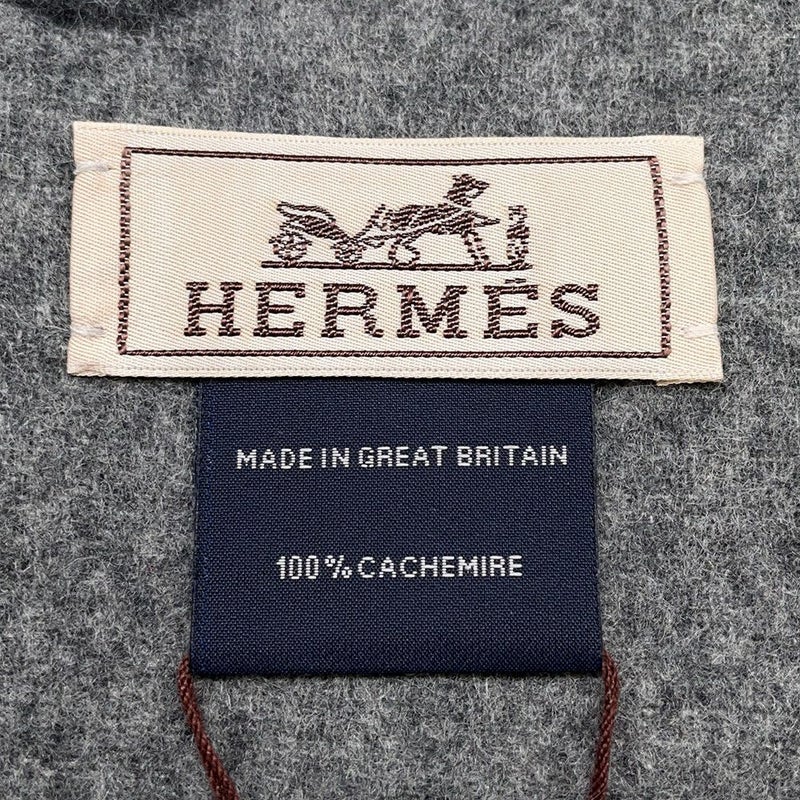 HERMÈS
MADE IN GREAT BRITAIN
100% CACHEMIRE